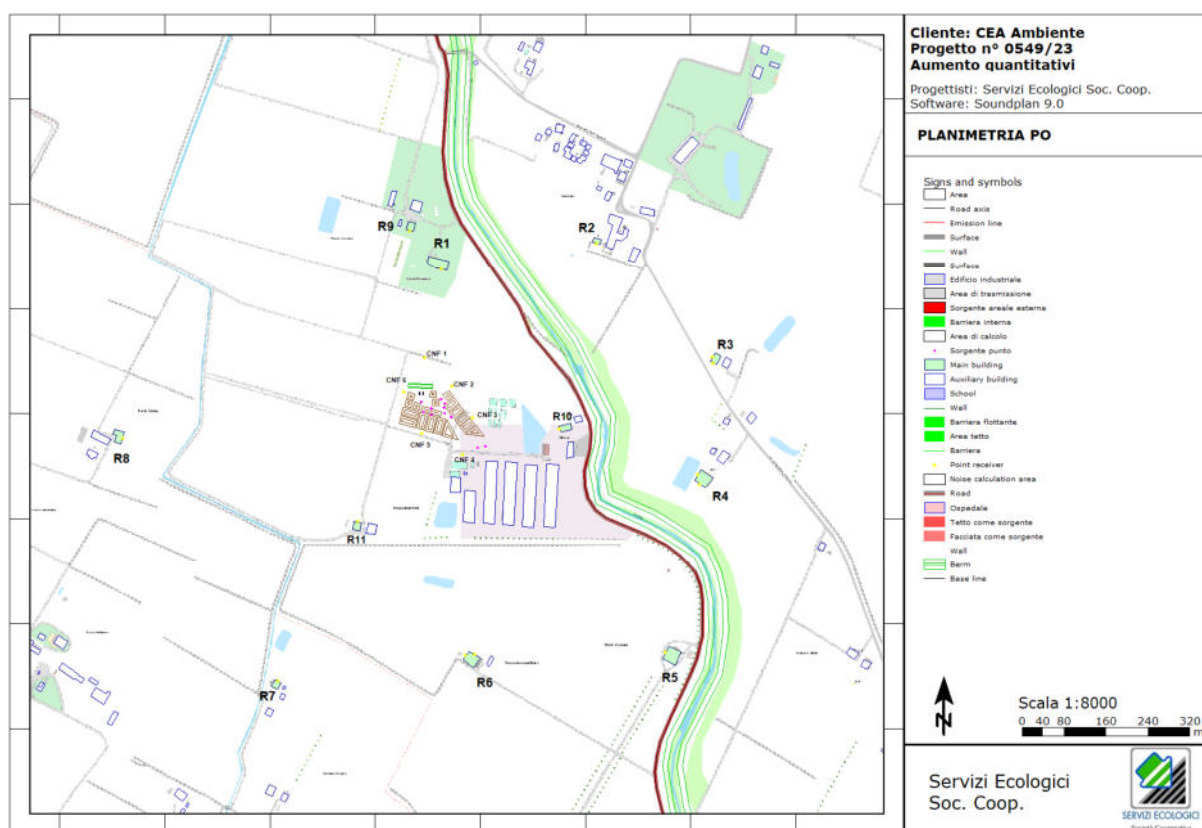 Cliente: CEA Ambiente
Progetto n° 0549/23
Aumento quantitativi
Progettisti: Servizi Ecologici Soc. Coop.
Software: Soundplan 9.0
PLANIMETRIA PO
Signs and symbols
Area
Road axis
Emission line
Surface
Wall
Surface
Edificio industriale
Area di trasmissione
Sorgente areale esterna
Barriera interna
Area di calcolo
Sorgente punto
Main building
Auxiliary building
School
Wall
Barriera flottante
Area tetto
Barriera
Point receiver
Noise calculation area
Road
Ospedale
Tetto come sorgente
Facciata come sorgente
Wall
Berm
Base line
N
Scala 1:8000
0 40 80 160 240 320
m
Servizi Ecologici
Soc. Coop.
SERVIZI ECOLOGICI
Società Cooperativa
R9
R1
R2
R3
CNF 1
CNF 6
CNF 2
CNF 3
R10
CNF 5
CNF 4
R8
R4
R11
R7
R6
R5